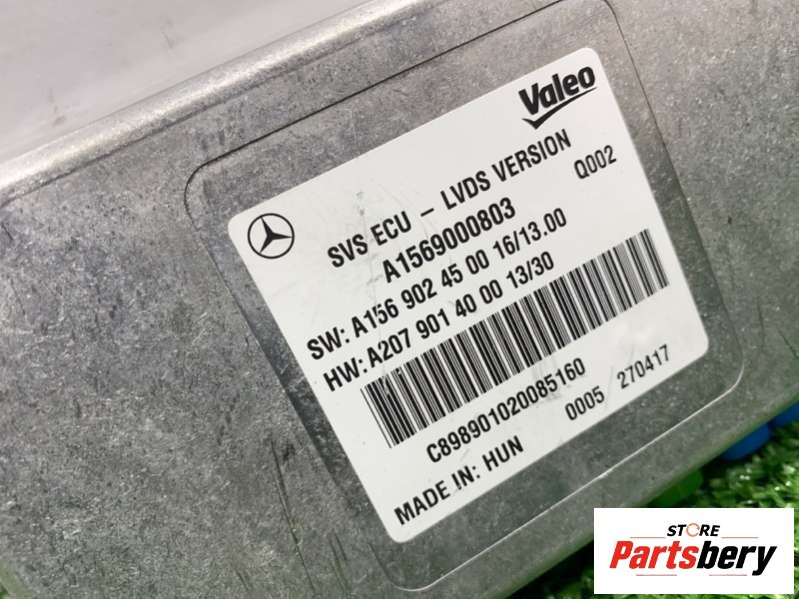 Valeo
SVS ECU – LVDS VERSION
A1569000803 Q002
SW: A156 902 45 00 16/13.00
HW: A207 901 40 00 13/30
C898901020085160 0005 270417
MADE IN: HUN
STORE
Partsbery